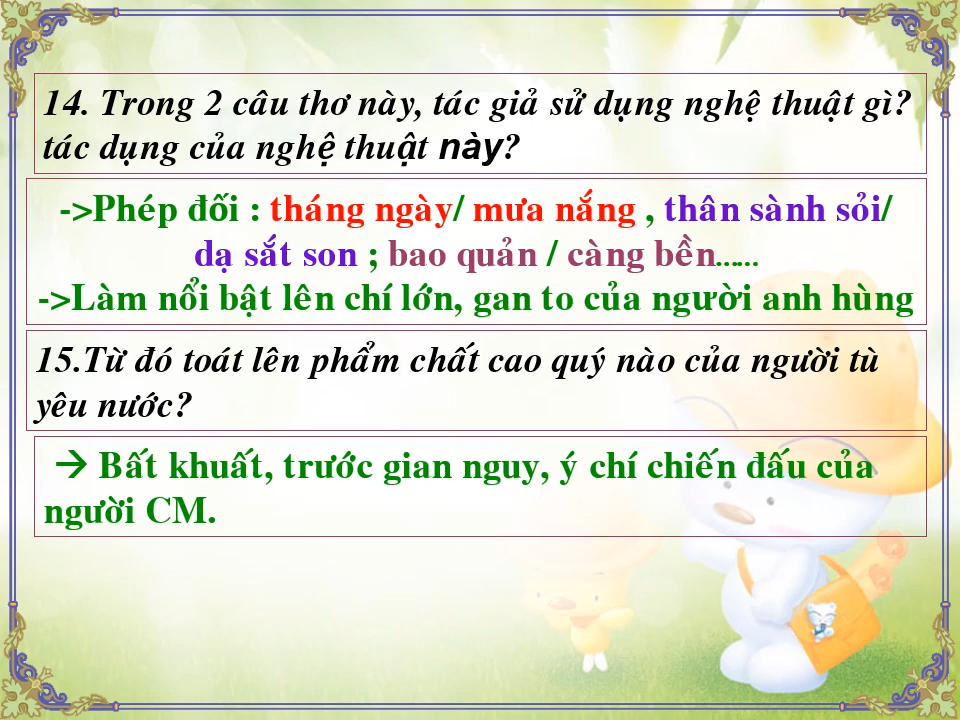 14. Trong 2 câu thơ này, tác giả sử dụng nghệ thuật gì?
tác dụng của nghệ thuật này?
->Phép đối : tháng ngày/ mưa nắng , thân sành sỏi/
dạ sắt son ; bao quản / càng bền......
->Làm nổi bật lên chí lớn, gan to của người anh hùng
15.Từ đó toát lên phẩm chất cao quý nào của người tù
yêu nước?
→ Bất khuất, trước gian nguy, ý chí chiến đấu của
người CM.